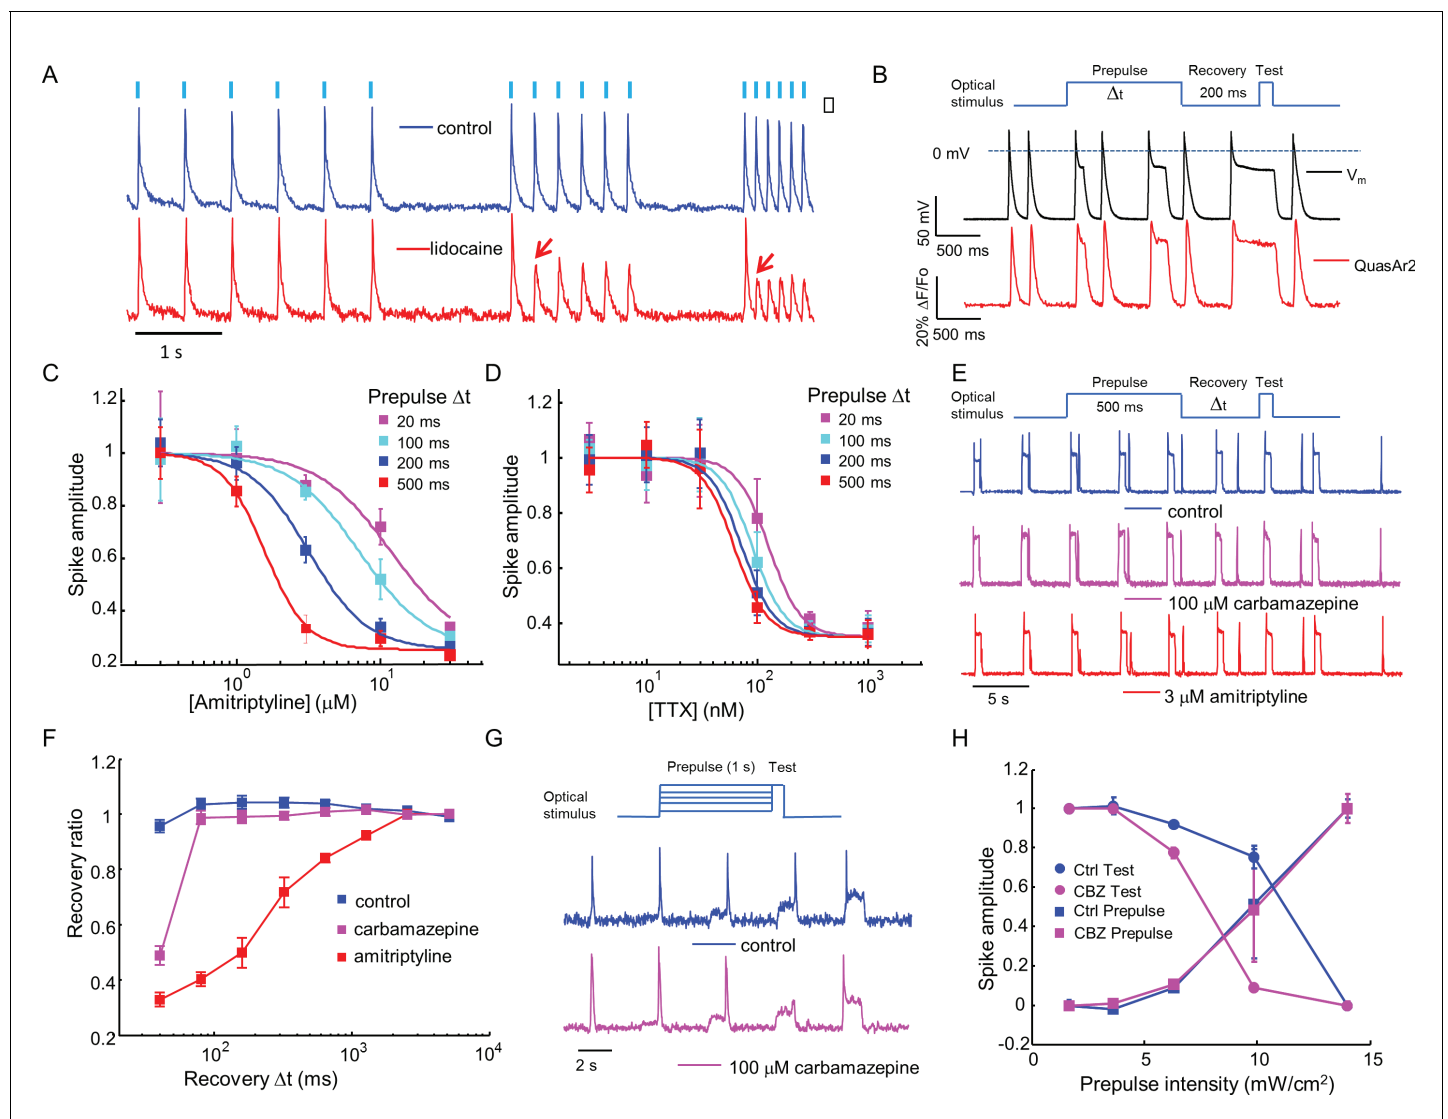 A
control
lidocaine
1 s
B
Optical
stimulus
Prepulse
Δt
Recovery
200 ms
Test
0 mV
Vm
50 mV
500 ms
QuasAr2
20% ΔF/Fo
500 ms
C
Spike amplitude
1.2
1
0.8
0.6
0.4
0.2
Prepulse Δt
20 ms
100 ms
200 ms
500 ms
10^0
10^1
[Amitriptyline] (μM)
D
Spike amplitude
1.2
1
0.8
0.6
0.4
Prepulse Δt
20 ms
100 ms
200 ms
500 ms
10^1
10^2
10^3
[TTX] (nM)
E
Optical
stimulus
Prepulse
500 ms
Recovery
Δt
Test
control
100 μM carbamazepine
3 μM amitriptyline
5 s
F
Recovery ratio
1.2
1
0.8
0.6
0.4
0.2
control
carbamazepine
amitriptyline
10^2
10^3
10^4
Recovery Δt (ms)
G
Prepulse (1 s)
Test
Optical
stimulus
control
2 s
100 μM carbamazepine
H
Spike amplitude
1.2
1
0.8
0.6
0.4
0.2
0
-0.2
Ctrl Test
CBZ Test
Ctrl Prepulse
CBZ Prepulse
0
5
10
15
Prepulse intensity (mW/cm²)